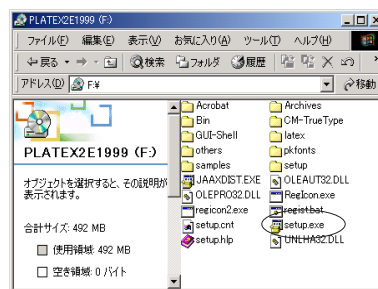 PLATEX2E1999 (F:)
ファイル(F) 編集(E) 表示(V) お気に入り(A) ツール(T) ヘルプ(H)
戻る 検索 フォルダ 履歴
アドレス(D) F:¥ 移動
PLATEX2E1999 (F:)
オブジェクトを選択すると、その説明が
表示されます。
合計サイズ: 492 MB
使用領域: 492 MB
空き領域: 0 バイト
Acrobat Archives
Bin CM-TrueType
GUI-Shell latex
others pkfonts
samples setup
JAAXDIST.EXE OLEAUT32.DLL
OLEPRO32.DLL RegIcon.exe
regicon2.exe regist.bat
setup.cnt setup.exe
setup.hlp UNLHA32.DLL